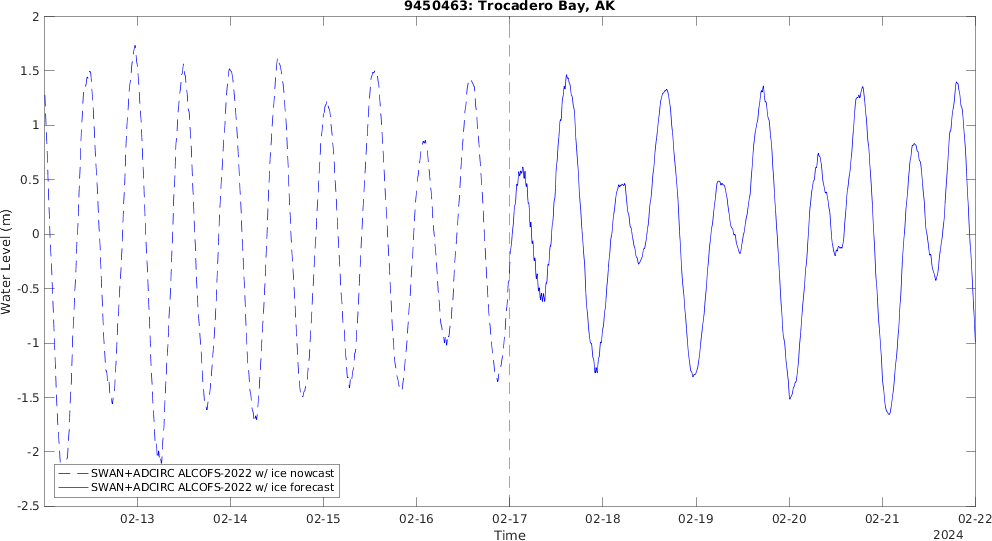 9450463: Trocadero Bay, AK
2
1.5
1
0.5
0
-0.5
-1
-1.5
-2
-2.5
Water Level (m)
SWAN+ADCIRC ALCOFS-2022 w/ ice nowcast
SWAN+ADCIRC ALCOFS-2022 w/ ice forecast
02-13 02-14 02-15 02-16 02-17 02-18 02-19 02-20 02-21 02-22
Time
2024